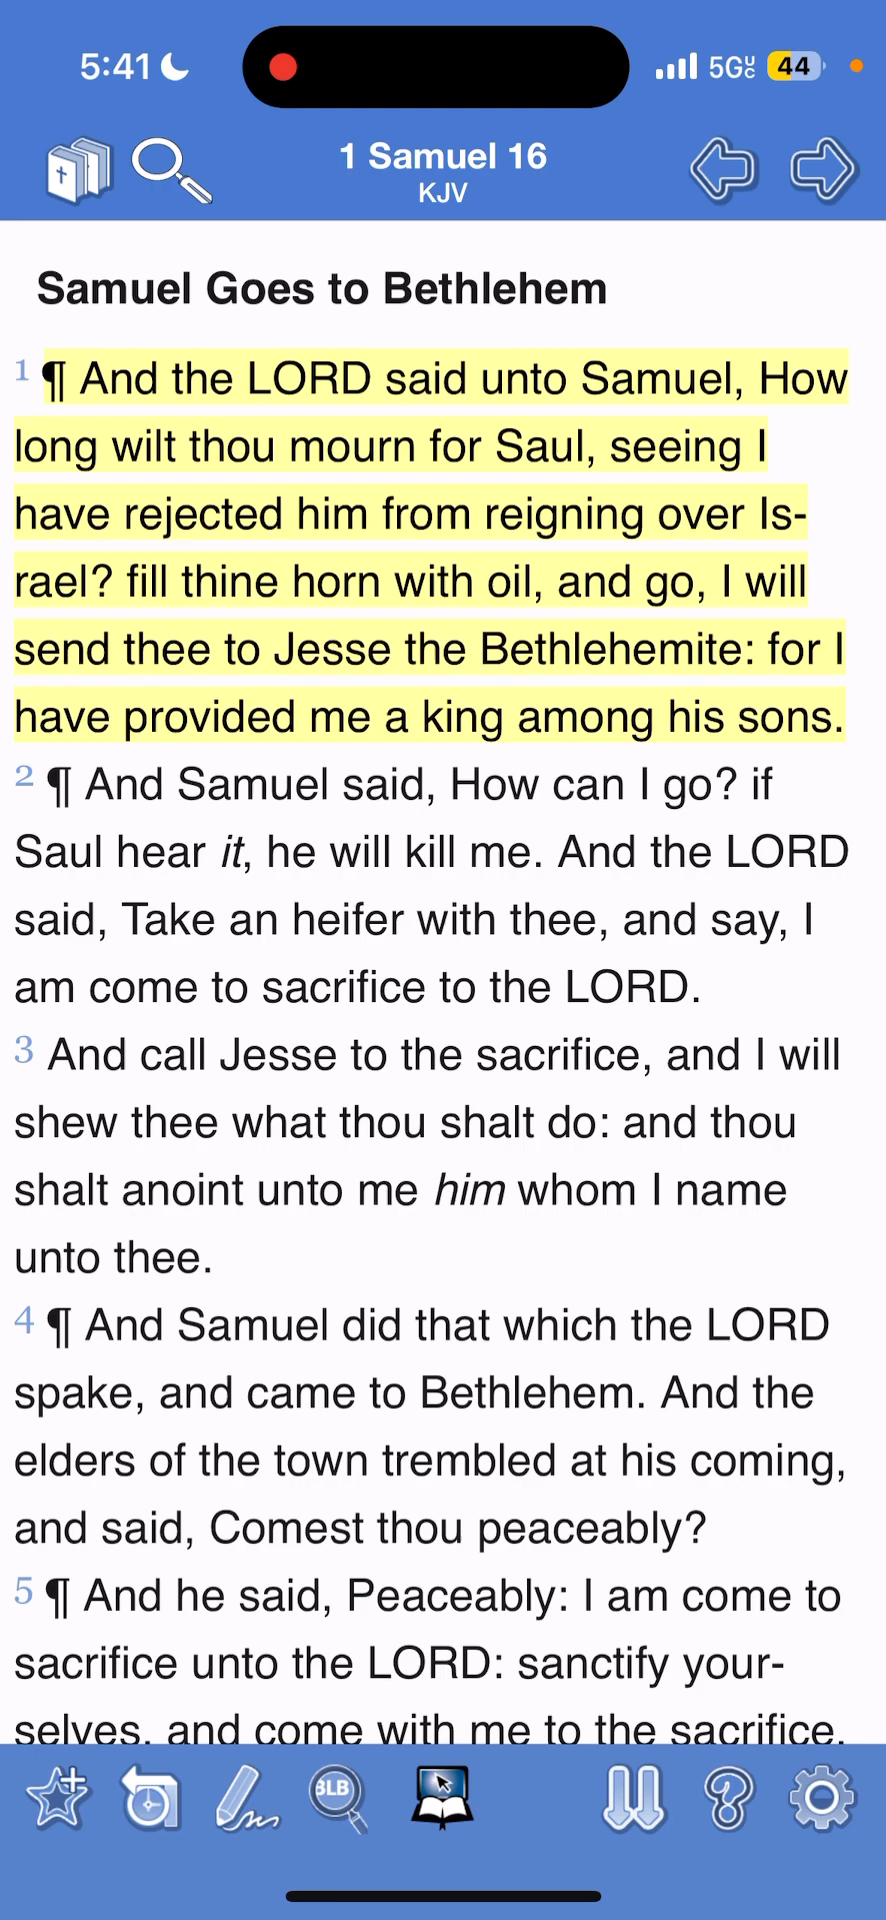 5:41
5GUC 44
1 Samuel 16
KJV
Samuel Goes to Bethlehem
1 ¶ And the LORD said unto Samuel, How
long wilt thou mourn for Saul, seeing I
have rejected him from reigning over Is-
rael? fill thine horn with oil, and go, I will
send thee to Jesse the Bethlehemite: for I
have provided me a king among his sons.
2 ¶ And Samuel said, How can I go? if
Saul hear it, he will kill me. And the LORD
said, Take an heifer with thee, and say, I
am come to sacrifice to the LORD.
3 And call Jesse to the sacrifice, and I will
shew thee what thou shalt do: and thou
shalt anoint unto me him whom I name
unto thee.
4 ¶ And Samuel did that which the LORD
spake, and came to Bethlehem. And the
elders of the town trembled at his coming,
and said, Comest thou peaceably?
5 ¶ And he said, Peaceably: I am come to
sacrifice unto the LORD: sanctify your-
selves, and come with me to the sacrifice.
BLB